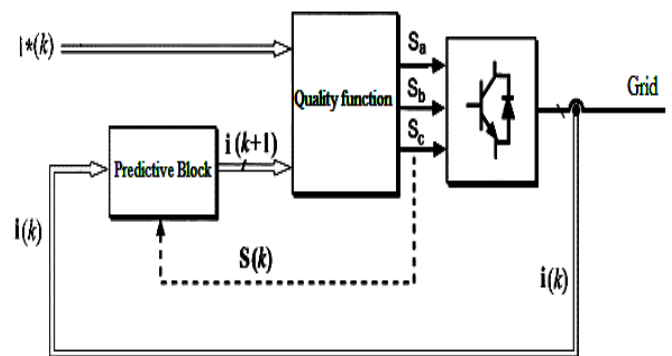 i*(k)
Sa
Grid
Quality function
Sb
i(k+1)
Sc
Predictive Block
i(k)
S(k)
i(k)